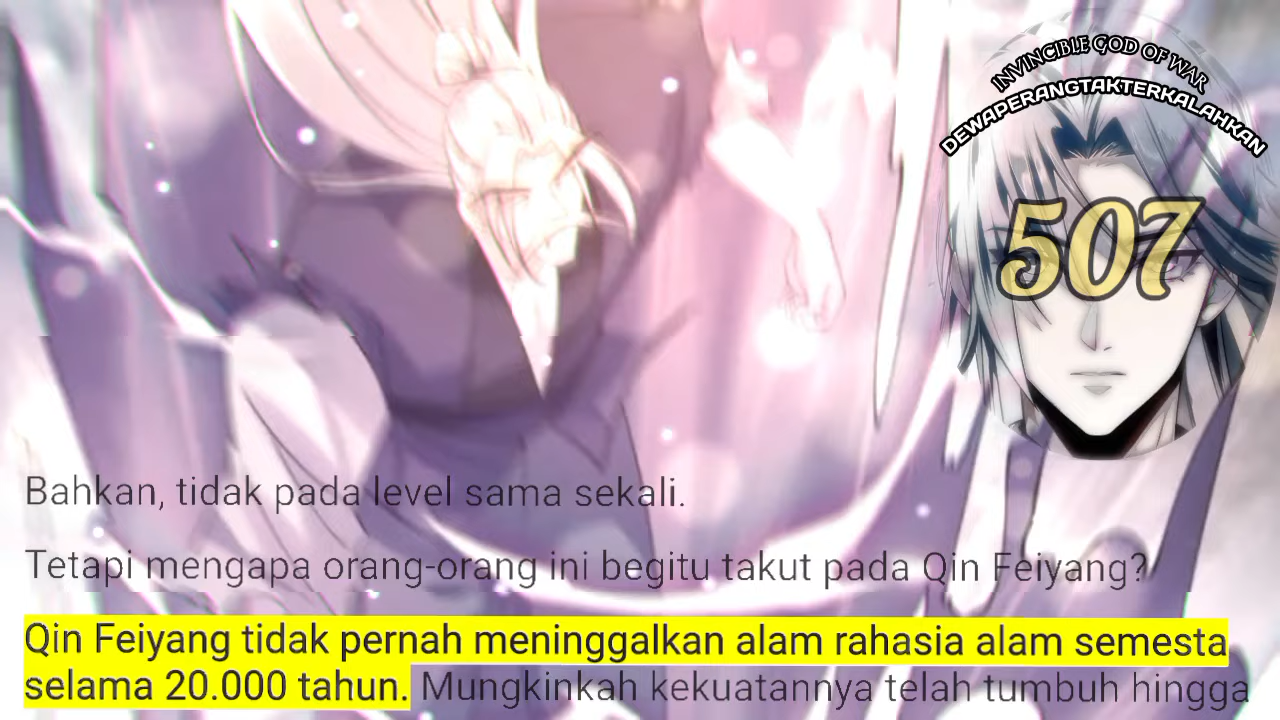 INVINCIBLE GOD OF WAR
DEWAPERANGTAKTERKALAHKAN
507
Bahkan, tidak pada level sama sekali.
Tetapi mengapa orang-orang ini begitu takut pada Qin Feiyang?
Qin Feiyang tidak pernah meninggalkan alam rahasia alam semesta
selama 20.000 tahun. Mungkinkah kekuatannya telah tumbuh hingga